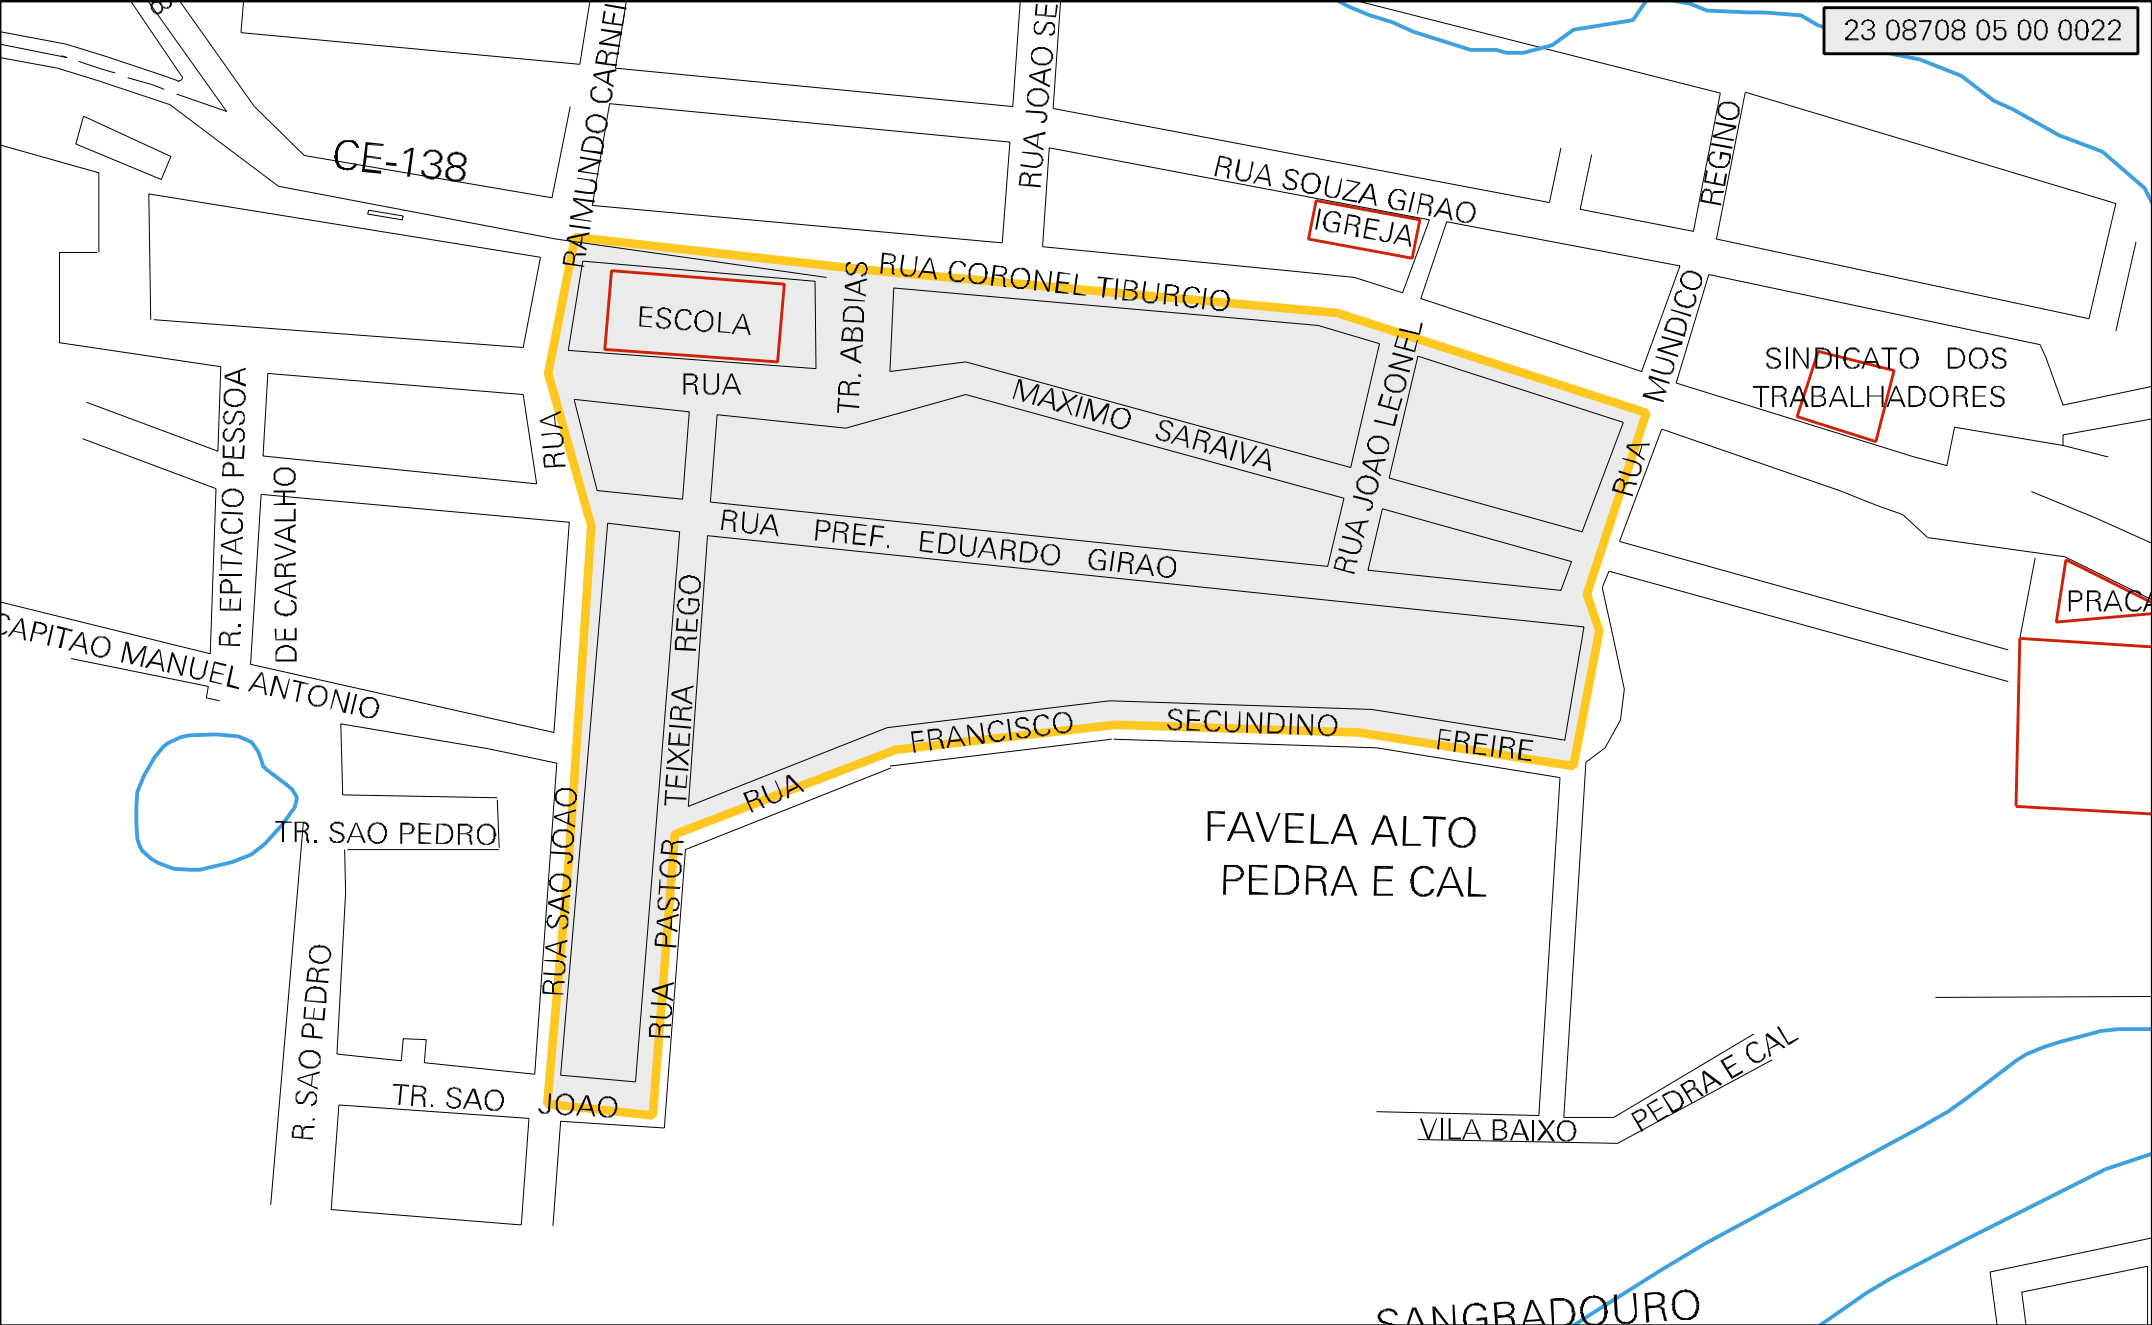 23 08708 05 00 0022
RUA RAIMUNDO CARNEI
RUA JOAO SE
CE-138
RUA SOUZA GIRAO
IGREJA
RUA MUNDICO REGINO
RUA CORONEL TIBURCIO
ESCOLA
TR. ABDIAS
RUA MAXIMO SARAIVA
RUA JOAO LEONEL
SINDICATO DOS
TRABALHADORES
R. EPITACIO PESSOA
DE CARVALHO
RUA PREF. EDUARDO GIRAO
PRACA
CAPITAO MANUEL ANTONIO
RUA PASTOR TEIXEIRA REGO
RUA FRANCISCO SECUNDINO FREIRE
TR. SAO PEDRO
RUA SAO JOAO
FAVELA ALTO
PEDRA E CAL
R. SAO PEDRO
TR. SAO JOAO
VILA BAIXO PEDRA E CAL
SANGRADOURO